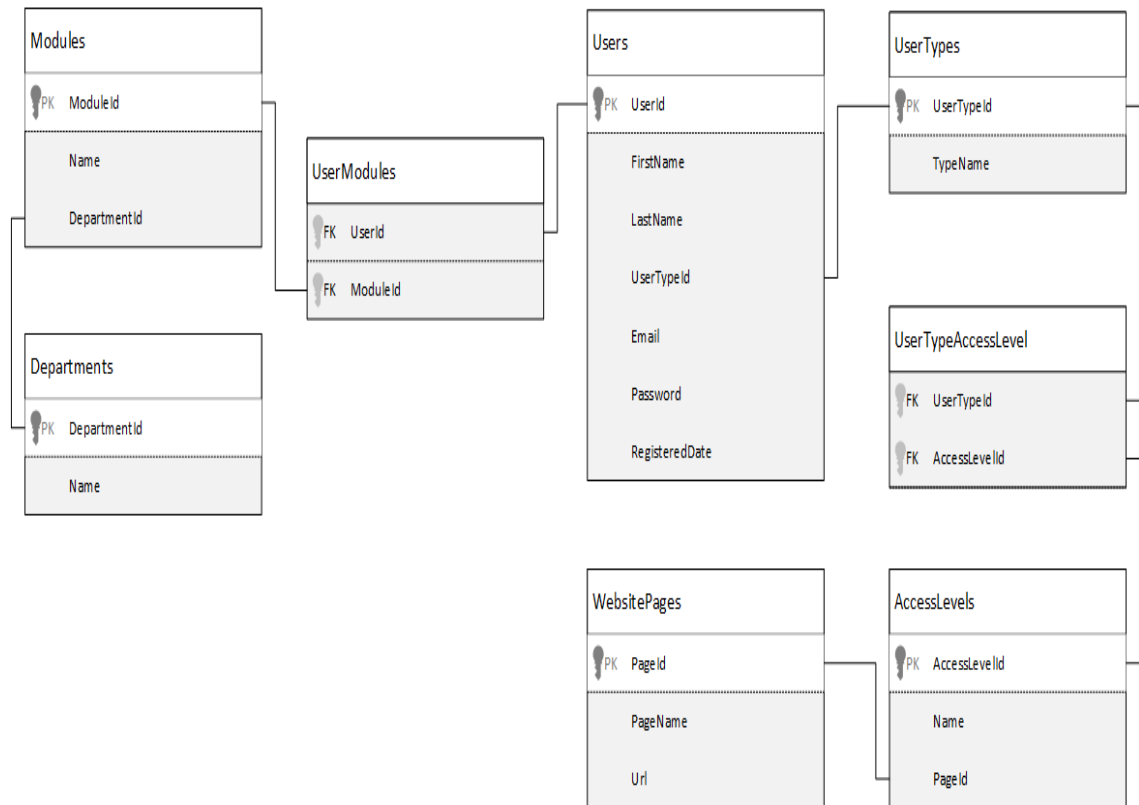 Modules
PK ModuleId
Name
DepartmentId
Departments
PK DepartmentId
Name
UserModules
FK UserId
FK ModuleId
Users
PK UserId
FirstName
LastName
UserTypeId
Email
Password
RegisteredDate
UserTypes
PK UserTypeId
TypeName
UserTypeAccessLevel
FK UserTypeId
FK AccessLevelId
WebsitePages
PK PageId
PageName
Url
AccessLevels
PK AccessLevelId
Name
PageId